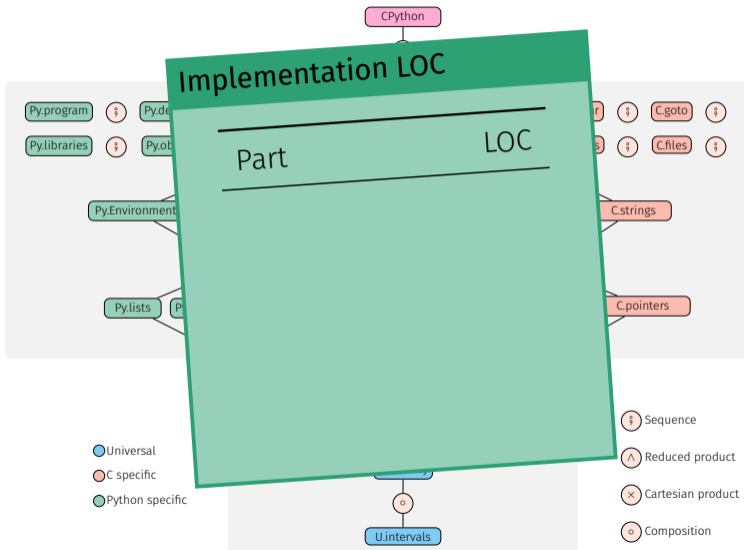 CPython
Implementation LOC
Part LOC
Py.program ; C.goto ;
Py.libraries ; C.files ;
Py.Environment C.strings
Py.lists C.pointers
; Sequence
Universal
∧ Reduced product
C specific
× Cartesian product
Python specific
∘ Composition
U.intervals